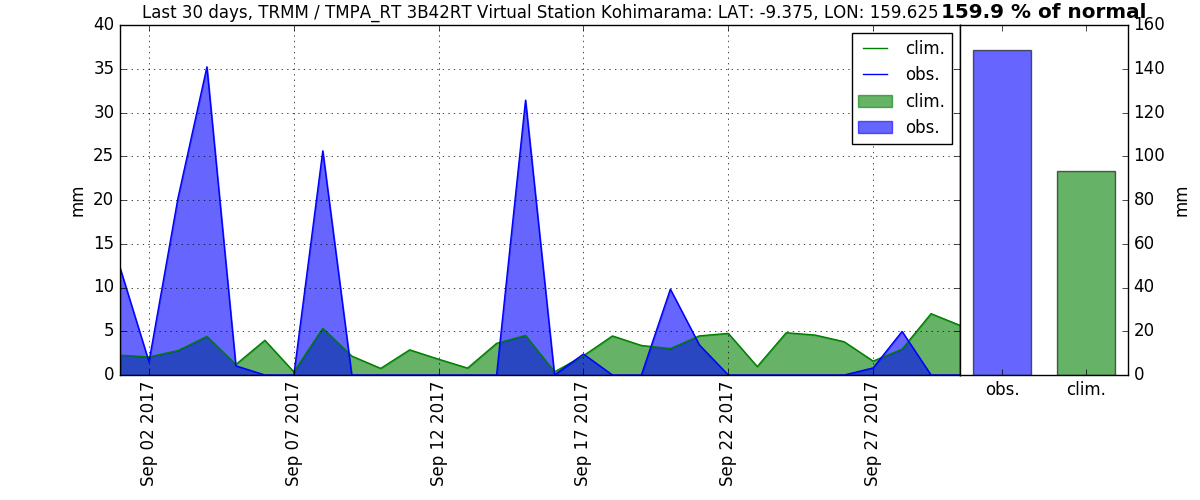 Last 30 days, TRMM / TMPA_RT 3B42RT Virtual Station Kohimarama: LAT: -9.375, LON: 159.625
159.9 % of normal
40
35
30
25
20
15
10
5
0
mm
clim.
obs.
clim.
obs.
Sep 02 2017
Sep 07 2017
Sep 12 2017
Sep 17 2017
Sep 22 2017
Sep 27 2017
160
140
120
100
80
60
40
20
0
mm
obs.
clim.